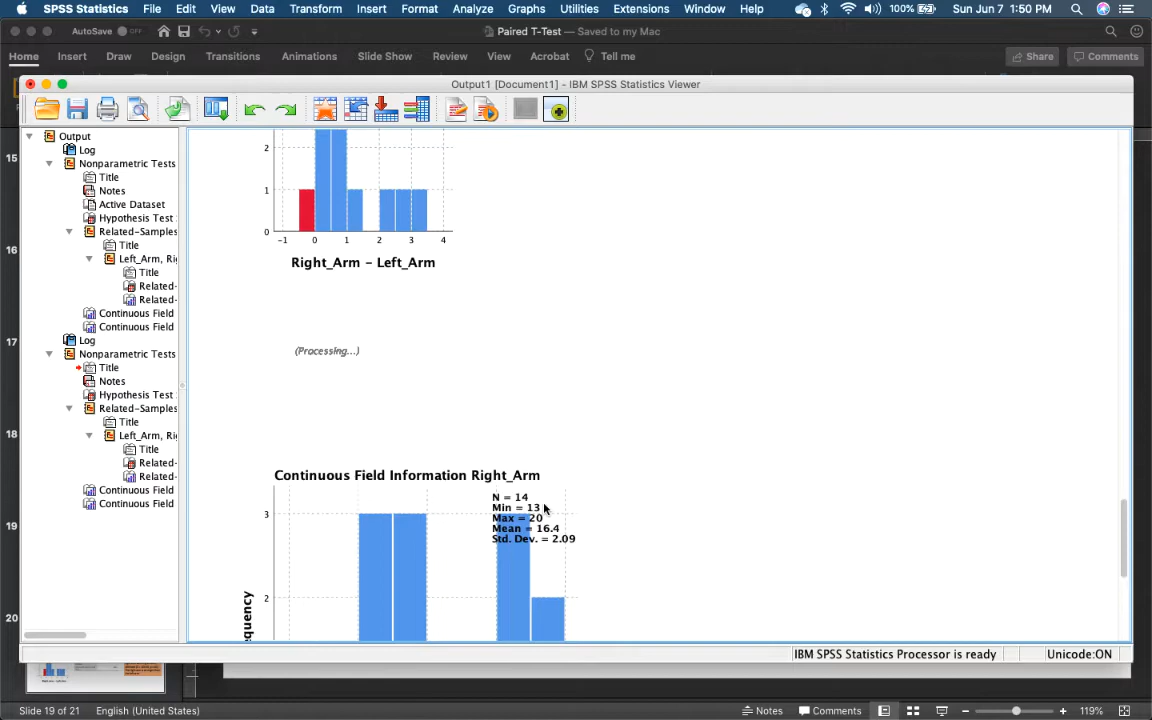 SPSS Statistics File Edit View Data Transform Insert Format Analyze Graphs Utilities Extensions Window Help 100% Sun Jun 7 1:50 PM
AutoSave OFF Paired T-Test — Saved to my Mac
Home Insert Draw Design Transitions Animations Slide Show Review View Acrobat Tell me Share Comments
Output1 [Document1] - IBM SPSS Statistics Viewer
Output
Log
Nonparametric Tests
Title
Notes
Active Dataset
Hypothesis Test
Related-Samples
Title
Left_Arm, Ri
Title
Related-
Related-
Continuous Field
Continuous Field
Log
Nonparametric Tests
Title
Notes
Hypothesis Test
Related-Samples
Title
Left_Arm, Ri
Title
Related-
Related-
Continuous Field
Continuous Field
15
16
17
18
19
20
2
1
0
−1 0 1 2 3 4
Right_Arm − Left_Arm
(Processing...)
Continuous Field Information Right_Arm
N = 14
Min = 13
Max = 20
Mean = 16.4
Std. Dev. = 2.09
3
2
equency
IBM SPSS Statistics Processor is ready Unicode:ON
Slide 19 of 21 English (United States) Notes Comments 119%